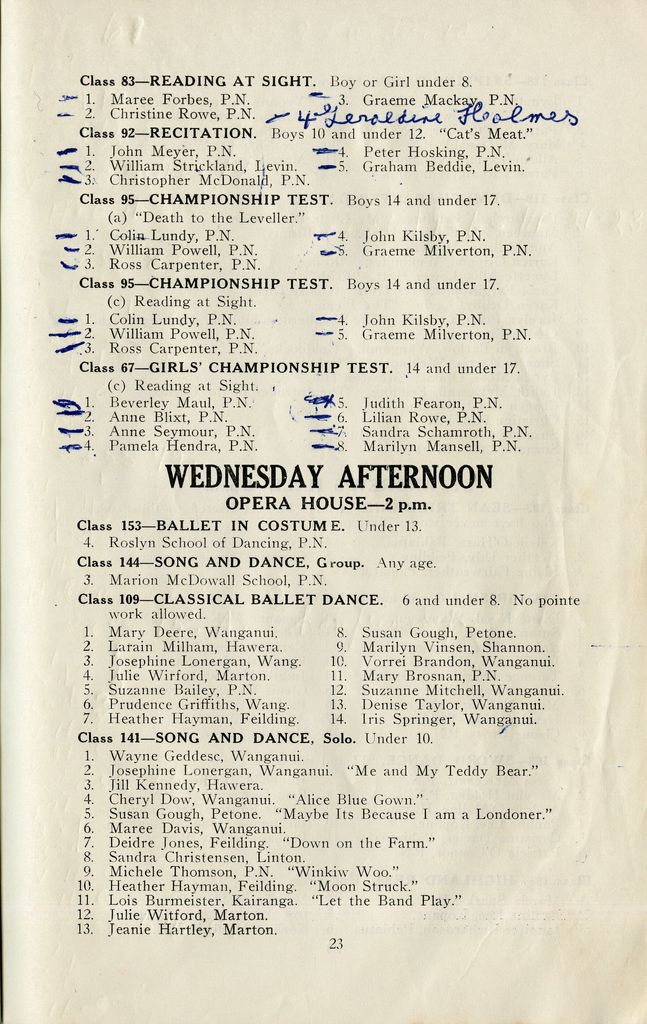 Class 83—READING AT SIGHT. Boy or Girl under 8.
1. Maree Forbes, P.N.
2. Christine Rowe, P.N.
3. Graeme Mackay, P.N.
4 Geraldine Holmes
Class 92—RECITATION. Boys 10 and under 12. "Cat's Meat."
1. John Meyer, P.N.
2. William Strickland, Levin.
3. Christopher McDonald, P.N.
4. Peter Hosking, P.N.
5. Graham Beddie, Levin.
Class 95—CHAMPIONSHIP TEST. Boys 14 and under 17.
(a) "Death to the Leveller."
1. Colin Lundy, P.N.
2. William Powell, P.N.
3. Ross Carpenter, P.N.
4. John Kilsby, P.N.
5. Graeme Milverton, P.N.
Class 95—CHAMPIONSHIP TEST. Boys 14 and under 17.
(c) Reading at Sight.
1. Colin Lundy, P.N.
2. William Powell, P.N.
3. Ross Carpenter, P.N.
4. John Kilsby, P.N.
5. Graeme Milverton, P.N.
Class 67—GIRLS' CHAMPIONSHIP TEST. 14 and under 17.
(c) Reading at Sight.
1. Beverley Maul, P.N.
2. Anne Blixt, P.N.
3. Anne Seymour, P.N.
4. Pamela Hendra, P.N.
5. Judith Fearon, P.N.
6. Lilian Rowe, P.N.
7. Sandra Schamroth, P.N.
8. Marilyn Mansell, P.N.
WEDNESDAY AFTERNOON
OPERA HOUSE—2 p.m.
Class 153—BALLET IN COSTUME. Under 13.
4. Roslyn School of Dancing, P.N.
Class 144—SONG AND DANCE, Group. Any age.
3. Marion McDowall School, P.N.
Class 109—CLASSICAL BALLET DANCE. 6 and under 8. No pointe
work allowed.
1. Mary Deere, Wanganui.
2. Larain Milham, Hawera.
3. Josephine Lonergan, Wang.
4. Julie Wirford, Marton.
5. Suzanne Bailey, P.N.
6. Prudence Griffiths, Wang.
7. Heather Hayman, Feilding.
8. Susan Gough, Petone.
9. Marilyn Vinsen, Shannon.
10. Vorrei Brandon, Wanganui.
11. Mary Brosnan, P.N.
12. Suzanne Mitchell, Wanganui.
13. Denise Taylor, Wanganui.
14. Iris Springer, Wanganui.
Class 141—SONG AND DANCE, Solo. Under 10.
1. Wayne Geddesc, Wanganui.
2. Josephine Lonergan, Wanganui. "Me and My Teddy Bear."
3. Jill Kennedy, Hawera.
4. Cheryl Dow, Wanganui. "Alice Blue Gown."
5. Susan Gough, Petone. "Maybe Its Because I am a Londoner."
6. Maree Davis, Wanganui.
7. Deidre Jones, Feilding. "Down on the Farm."
8. Sandra Christensen, Linton.
9. Michele Thomson, P.N. "Winkiw Woo."
10. Heather Hayman, Feilding. "Moon Struck."
11. Lois Burmeister, Kairanga. "Let the Band Play."
12. Julie Witford, Marton.
13. Jeanie Hartley, Marton.
23